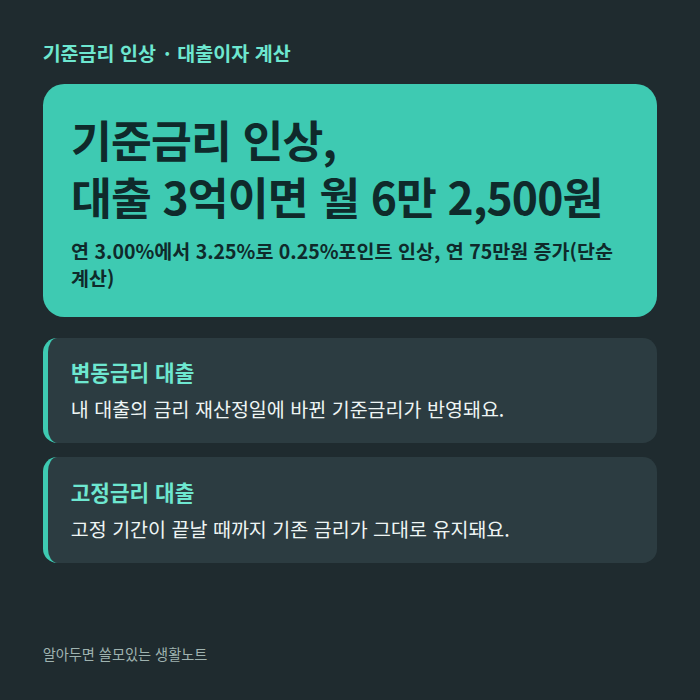 기준금리 인상 · 대출이자 계산
기준금리 인상,
대출 3억이면 월 6만 2,500원
연 3.00%에서 3.25%로 0.25%포인트 인상, 연 75만원 증가(단순
계산)
변동금리 대출
내 대출의 금리 재산정일에 바뀐 기준금리가 반영돼요.
고정금리 대출
고정 기간이 끝날 때까지 기존 금리가 그대로 유지돼요.
알아두면 쓸모있는 생활노트